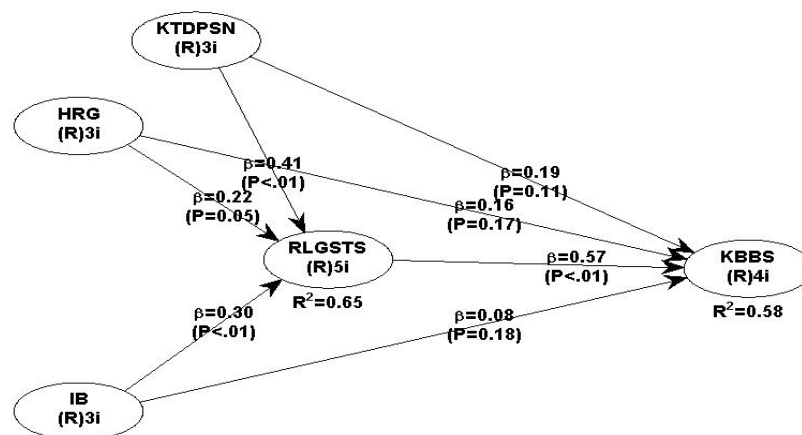 KTDPSN
(R)3i
HRG
(R)3i
β=0.41
(P<.01)
β=0.19
(P=0.11)
β=0.22
(P=0.05)
β=0.16
(P=0.17)
RLGSTS
(R)5i
R²=0.65
β=0.57
(P<.01)
KBBS
(R)4i
R²=0.58
β=0.30
(P<.01)
β=0.08
(P=0.18)
IB
(R)3i